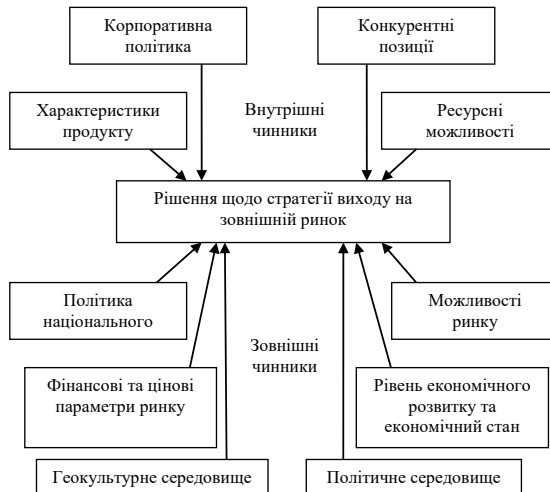 Корпоративна
політика
Конкурентні
позиції
Характеристики
продукту
Внутрішні
чинники
Ресурсні
можливості
Рішення щодо стратегії виходу на
зовнішній ринок
Політика
національного
Можливості
ринку
Зовнішні
чинники
Фінансові та цінові
параметри ринку
Рівень економічного
розвитку та
економічний стан
Геокультурне середовище
Політичне середовище